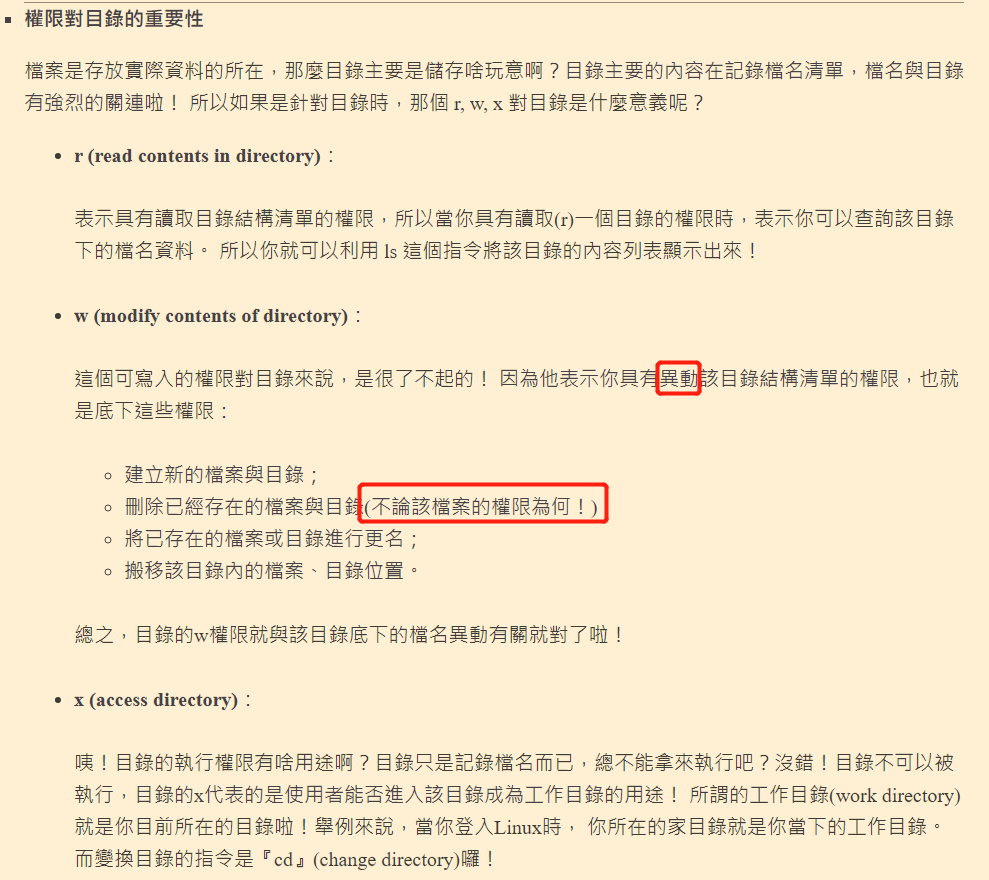 權限對目錄的重要性
檔案是存放實際資料的所在，那麼目錄主要是儲存啥玩意啊？目錄主要的內容在記錄檔名清單，檔名與目錄
有強烈的關連啦！ 所以如果是針對目錄時，那個 r, w, x 對目錄是什麼意義呢？
r (read contents in directory)：
表示具有讀取目錄結構清單的權限，所以當你具有讀取(r)一個目錄的權限時，表示你可以查詢該目錄
下的檔名資料。 所以你就可以利用 ls 這個指令將該目錄的內容列表顯示出來！
w (modify contents of directory)：
這個可寫入的權限對目錄來說，是很了不起的！ 因為他表示你具有異動該目錄結構清單的權限，也就
是底下這些權限：
建立新的檔案與目錄；
刪除已經存在的檔案與目錄(不論該檔案的權限為何！)
將已存在的檔案或目錄進行更名；
搬移該目錄內的檔案、目錄位置。
總之，目錄的w權限就與該目錄底下的檔名異動有關就對了啦！
x (access directory)：
咦！目錄的執行權限有啥用途啊？目錄只是記錄檔名而已，總不能拿來執行吧？沒錯！目錄不可以被
執行，目錄的x代表的是使用者能否進入該目錄成為工作目錄的用途！ 所謂的工作目錄(work directory)
就是你目前所在的目錄啦！舉例來說，當你登入Linux時， 你所在的家目錄就是你當下的工作目錄。
而變換目錄的指令是『cd』(change directory)囉！